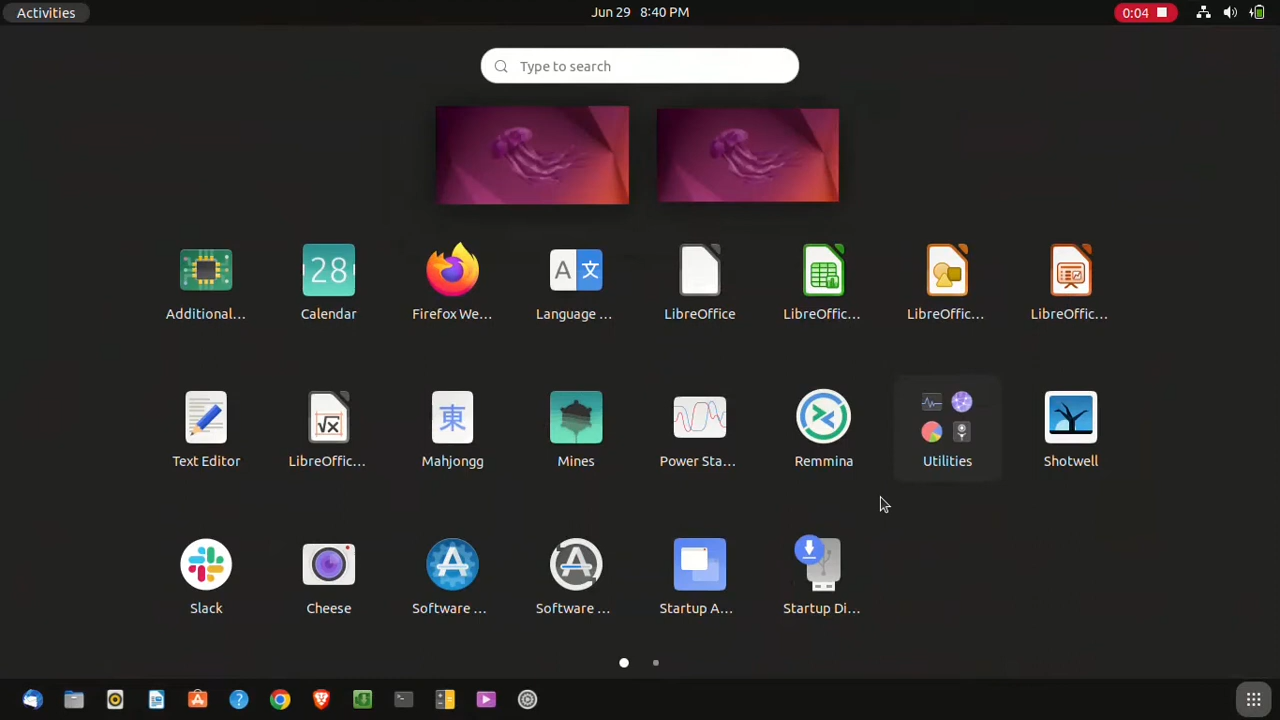 Activities
Jun 29 8:40 PM
0:04
Type to search
28
A 文
Additional...
Calendar
Firefox We...
Language ...
LibreOffice
LibreOffic...
LibreOffic...
LibreOffic...
√x
東
Text Editor
LibreOffic...
Mahjongg
Mines
Power Sta...
Remmina
Utilities
Shotwell
Slack
Cheese
Software ...
Software ...
Startup A...
Startup Di...
?